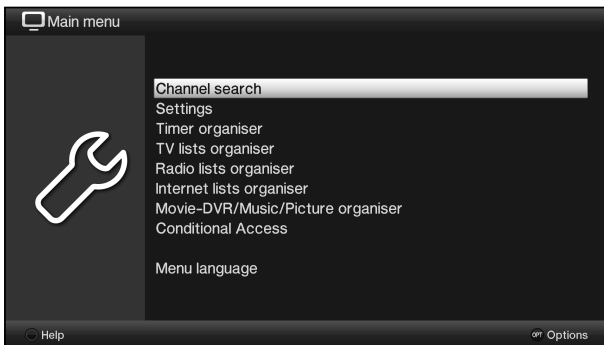 Main menu
Channel search
Settings
Timer organiser
TV lists organiser
Radio lists organiser
Internet lists organiser
Movie-DVR/Music/Picture organiser
Conditional Access
Menu language
Help
OPT Options